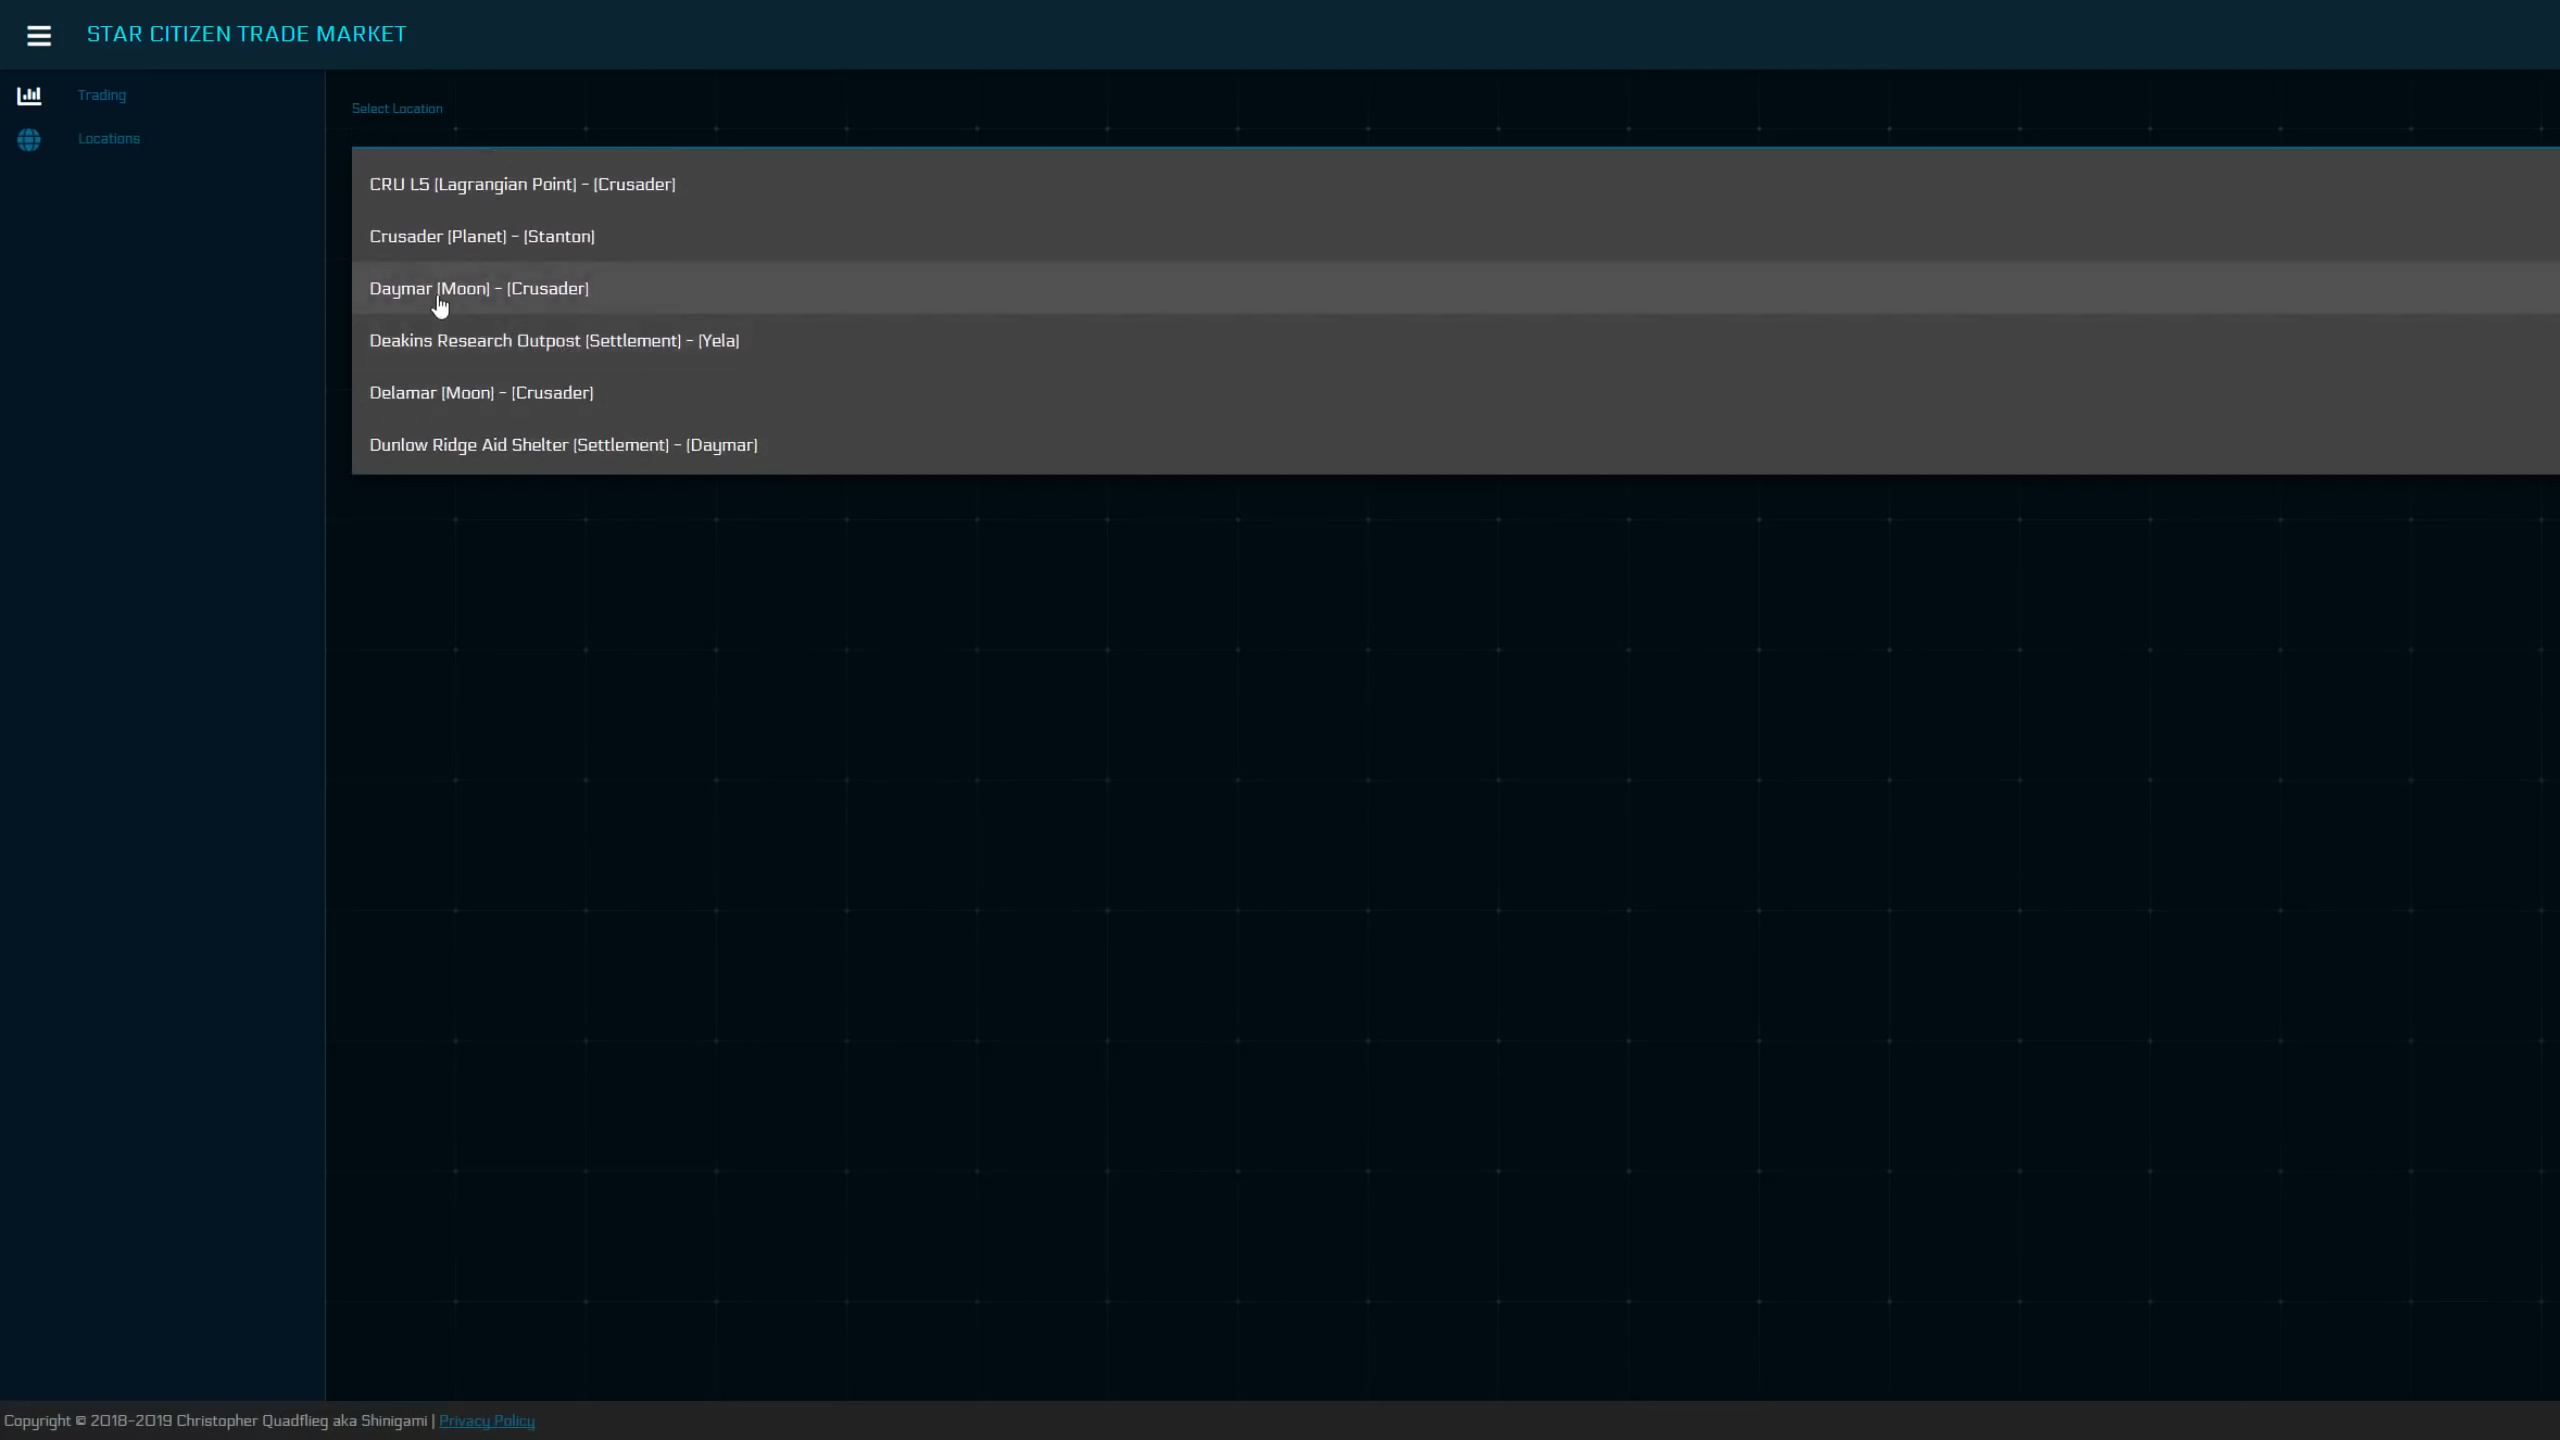 STAR CITIZEN TRADE MARKET
Trading
Locations
Select Location
CRU L5 [Lagrangian Point] - [Crusader]
Crusader [Planet] - [Stanton]
Daymar [Moon] - [Crusader]
Deakins Research Outpost [Settlement] - [Yela]
Delamar [Moon] - [Crusader]
Dunlow Ridge Aid Shelter [Settlement] - [Daymar]
Copyright © 2018-2019 Christopher Quadflieg aka Shinigami | Privacy Policy